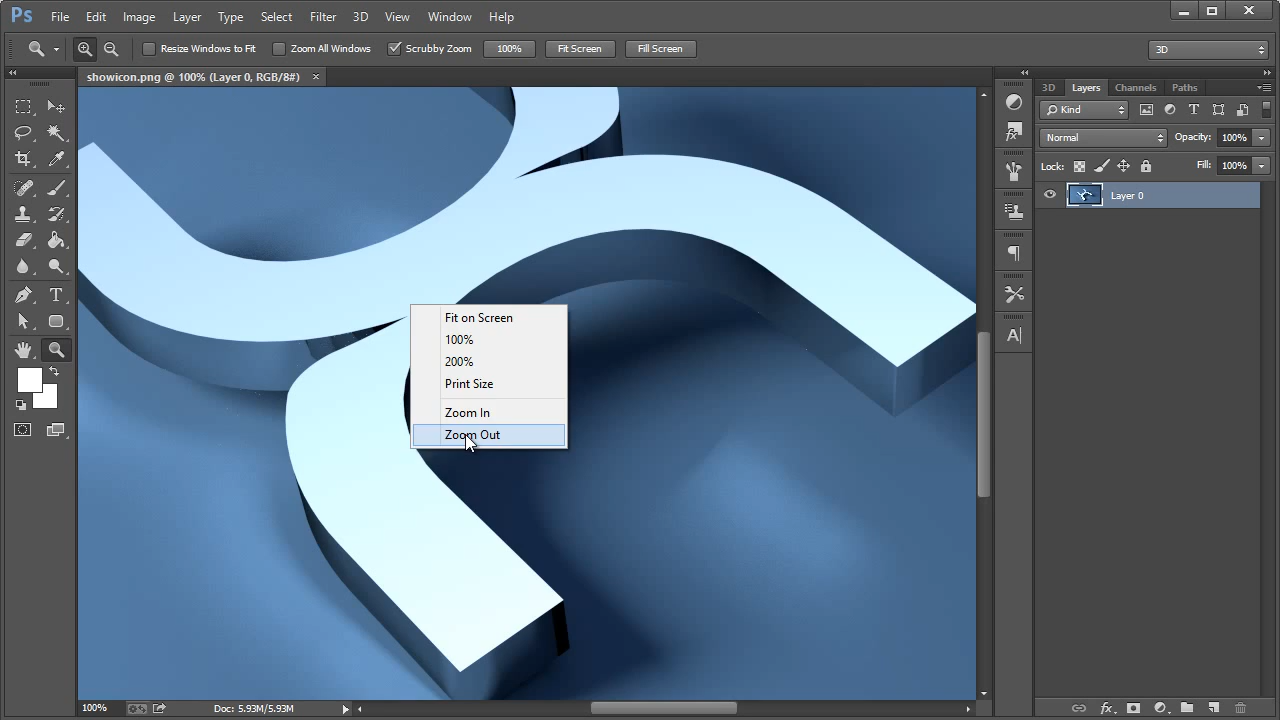 Ps File Edit Image Layer Type Select Filter 3D View Window Help
Resize Windows to Fit Zoom All Windows Scrubby Zoom 100% Fit Screen Fill Screen 3D
showicon.png @ 100% (Layer 0, RGB/8#) ×
3D Layers Channels Paths
Kind
Normal Opacity: 100%
Lock: Fill: 100%
Layer 0
Fit on Screen
100%
200%
Print Size
Zoom In
Zoom Out
100% Doc: 5.93M/5.93M